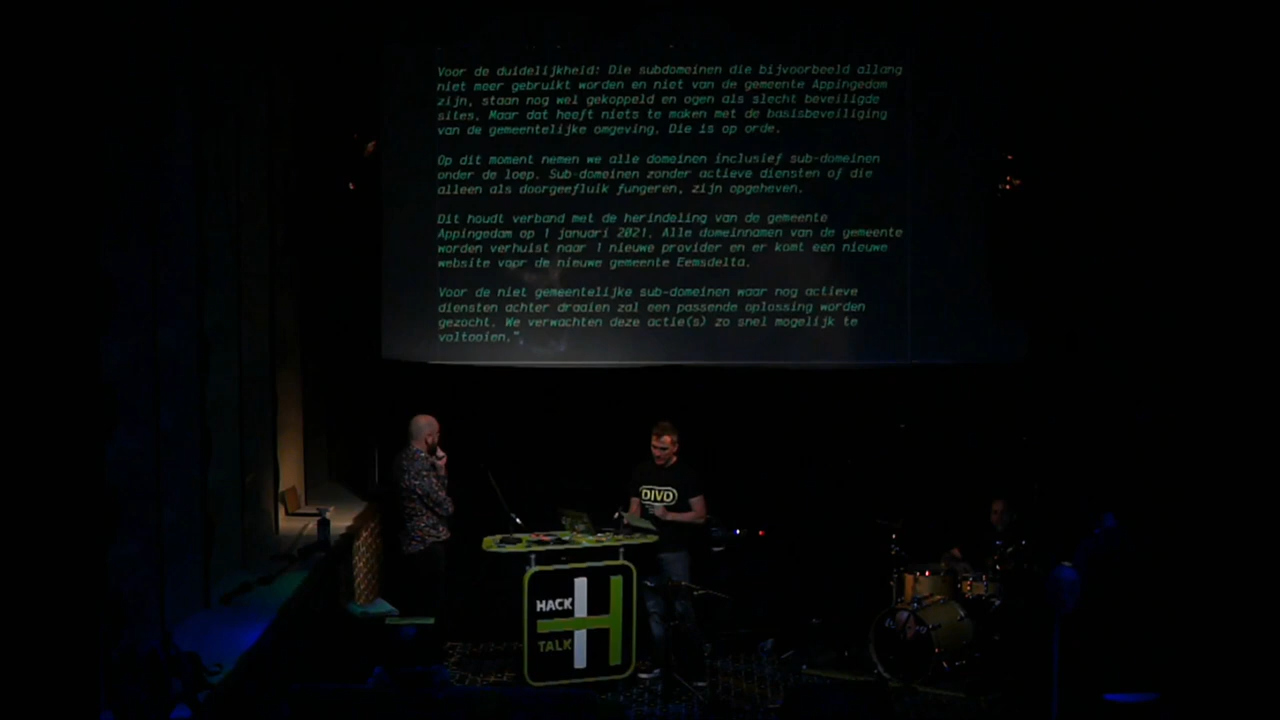 Voor de duidelijkheid: Die subdomeinen die bijvoorbeeld allang
niet meer gebruikt worden en niet van de gemeente Appingedam
zijn, staan nog wel gekoppeld en ogen als slecht beveiligde
sites. Maar dat heeft niets te maken met de basisbeveiliging
van de gemeentelijke omgeving. Die is op orde.
Op dit moment nemen we alle domeinen inclusief sub-domeinen
onder de loep. Sub-domeinen zonder actieve diensten of die
alleen als doorgeefluik fungeren, zijn opgeheven.
Dit houdt verband met de herindeling van de gemeente
Appingedam op 1 januari 2021. Alle domeinnamen van de gemeente
worden verhuist naar 1 nieuwe provider en er komt een nieuwe
website voor de nieuwe gemeente Eemsdelta.
Voor de niet gemeentelijke sub-domeinen waar nog actieve
diensten achter draaien zal een passende oplossing worden
gezocht. We verwachten deze actie(s) zo snel mogelijk te
voltooien."
DIVD
HACK
TALK